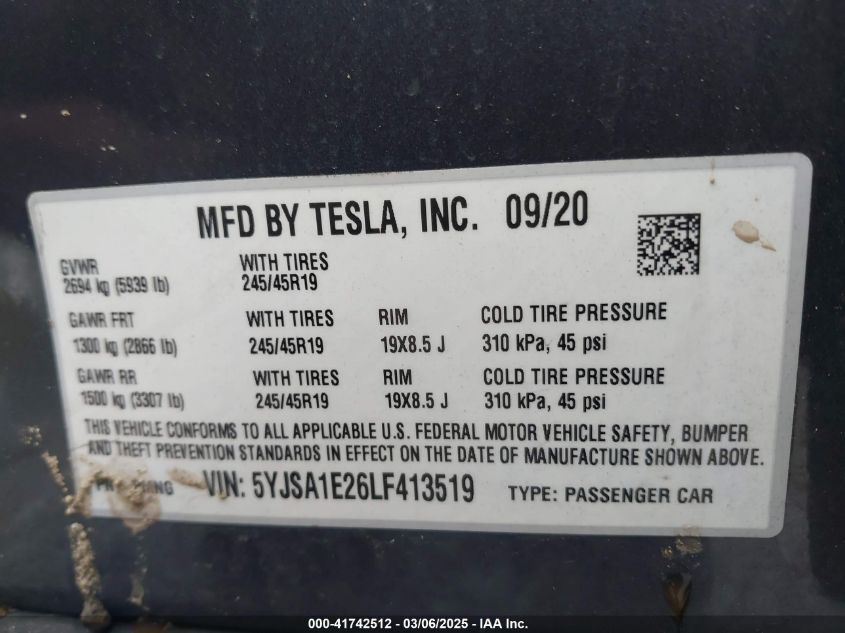 MFD BY TESLA, INC. 09/20
GVWR WITH TIRES
2694 kg (5939 lb) 245/45R19
GAWR FRT WITH TIRES RIM COLD TIRE PRESSURE
1300 kg (2866 lb) 245/45R19 19X8.5 J 310 kPa, 45 psi
GAWR RR WITH TIRES RIM COLD TIRE PRESSURE
1500 kg (3307 lb) 245/45R19 19X8.5 J 310 kPa, 45 psi
THIS VEHICLE CONFORMS TO ALL APPLICABLE U.S. FEDERAL MOTOR VEHICLE SAFETY, BUMPER
AND THEFT PREVENTION STANDARDS IN EFFECT ON THE DATE OF MANUFACTURE SHOWN ABOVE.
VIN: 5YJSA1E26LF413519 TYPE: PASSENGER CAR
000-41742512 - 03/06/2025 - IAA Inc.